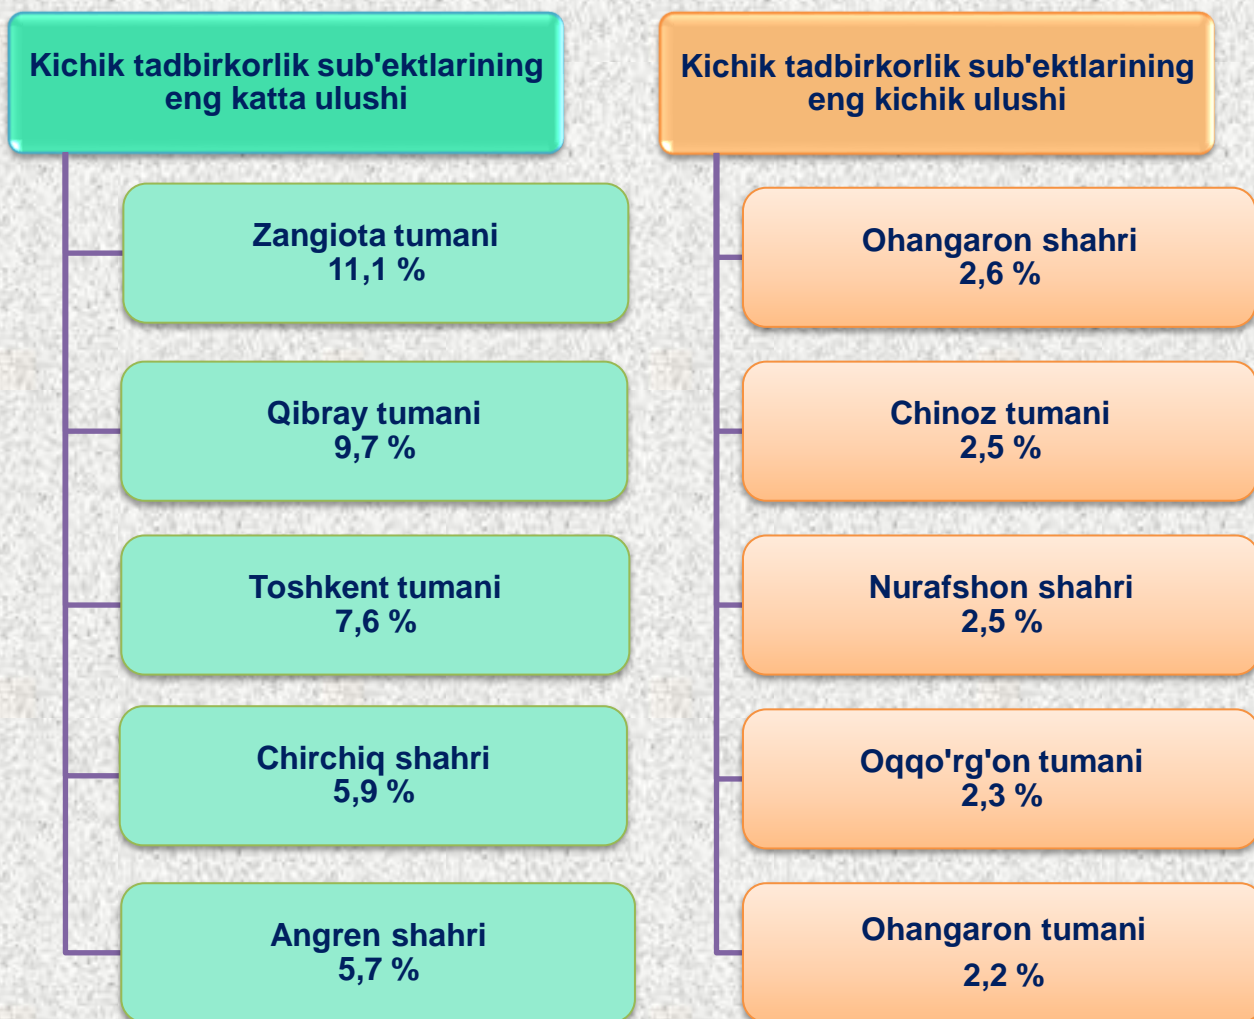 Kichik tadbirkorlik sub'ektlarining
eng katta ulushi
Zangiota tumani
11,1 %
Qibray tumani
9,7 %
Toshkent tumani
7,6 %
Chirchiq shahri
5,9 %
Angren shahri
5,7 %
Kichik tadbirkorlik sub'ektlarining
eng kichik ulushi
Ohangaron shahri
2,6 %
Chinoz tumani
2,5 %
Nurafshon shahri
2,5 %
Oqqo'rg'on tumani
2,3 %
Ohangaron tumani
2,2 %